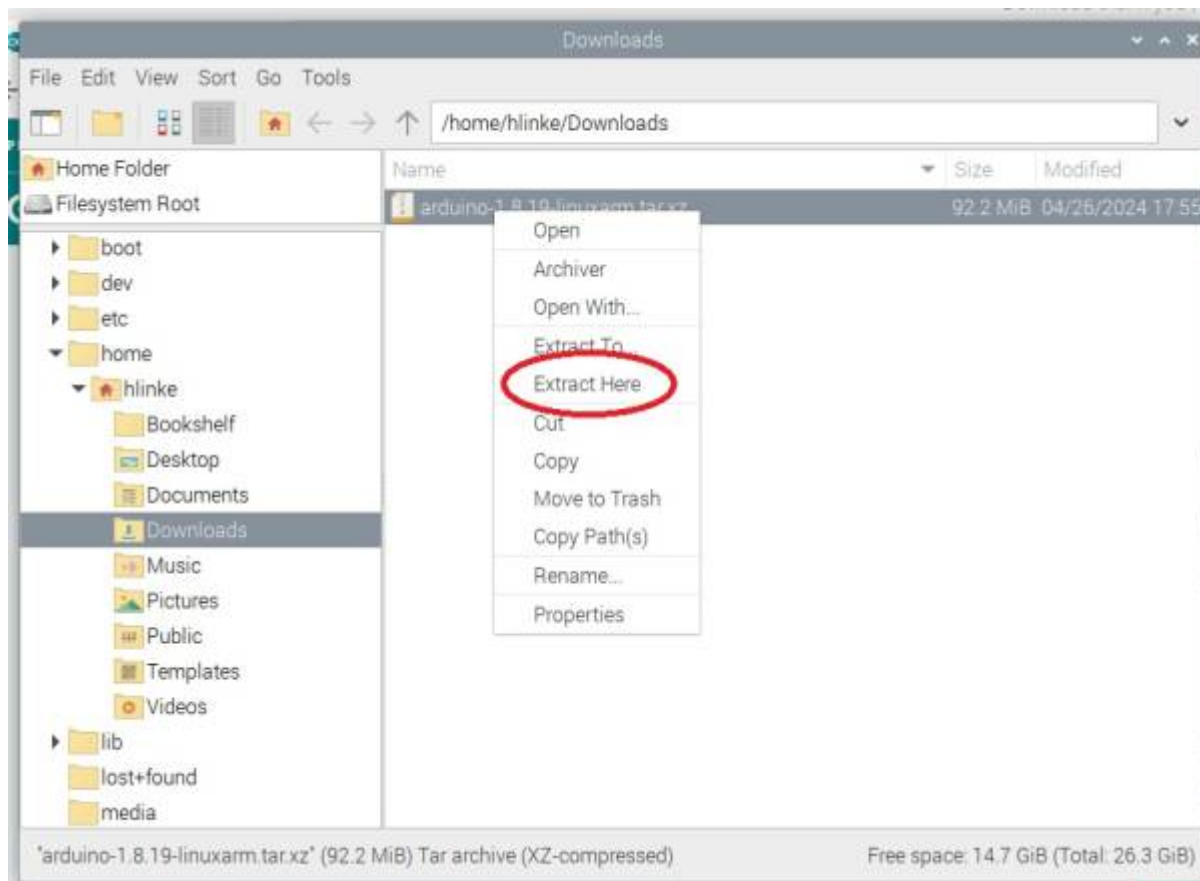 Downloads
File Edit View Sort Go Tools
/home/hlinke/Downloads
Home Folder
Filesystem Root
boot
dev
etc
home
hlinke
Bookshelf
Desktop
Documents
Downloads
Music
Pictures
Public
Templates
Videos
lib
lost+found
media
Name Size Modified
arduino-1.8.19-linuxarm.tar.xz 92.2 MiB 04/26/2024 17:55
Open
Archiver
Open With...
Extract To...
Extract Here
Cut
Copy
Move to Trash
Copy Path(s)
Rename...
Properties
"arduino-1.8.19-linuxarm.tar.xz" (92.2 MiB) Tar archive (XZ-compressed) Free space: 14.7 GiB (Total: 26.3 GiB)